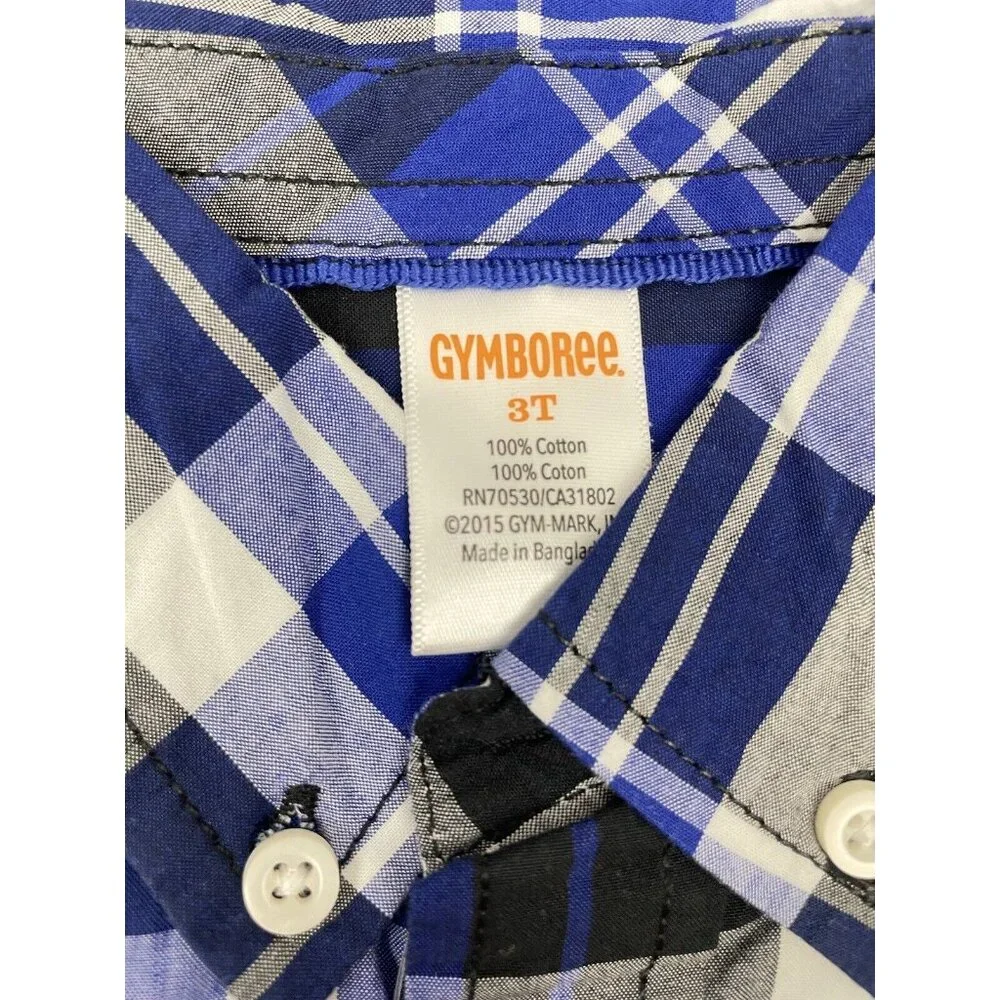 GYMBORee.
3T
100% Cotton
100% Coton
RN70530/CA31802
©2015 GYM-MARK,
Made in